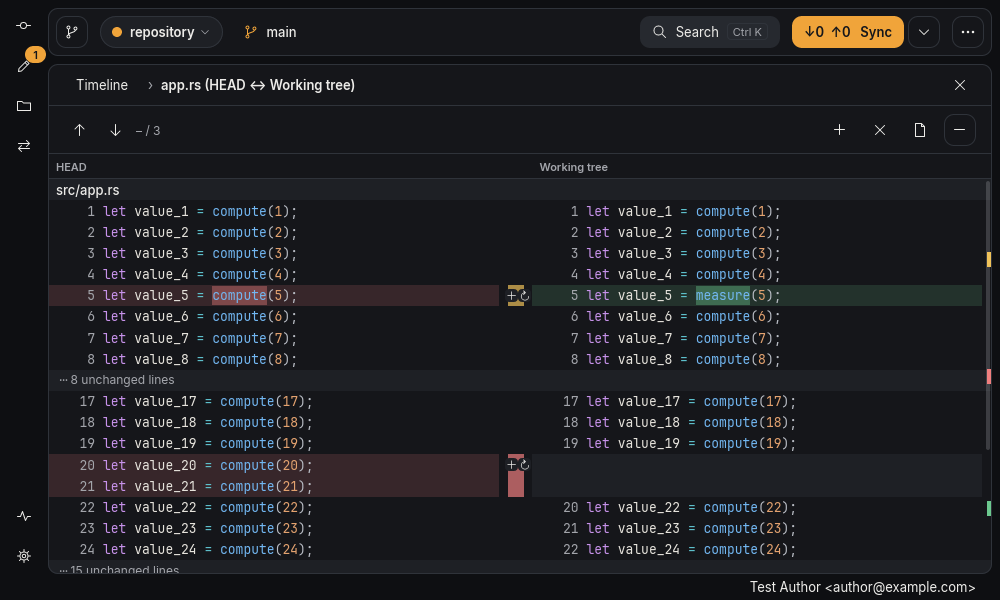 repository
main
Search Ctrl K
↓0 ↑0 Sync
1
Timeline › app.rs (HEAD ↔ Working tree)
– / 3
HEAD
Working tree
src/app.rs
1 let value_1 = compute(1); 1 let value_1 = compute(1);
2 let value_2 = compute(2); 2 let value_2 = compute(2);
3 let value_3 = compute(3); 3 let value_3 = compute(3);
4 let value_4 = compute(4); 4 let value_4 = compute(4);
5 let value_5 = compute(5); 5 let value_5 = measure(5);
6 let value_6 = compute(6); 6 let value_6 = compute(6);
7 let value_7 = compute(7); 7 let value_7 = compute(7);
8 let value_8 = compute(8); 8 let value_8 = compute(8);
··· 8 unchanged lines
17 let value_17 = compute(17); 17 let value_17 = compute(17);
18 let value_18 = compute(18); 18 let value_18 = compute(18);
19 let value_19 = compute(19); 19 let value_19 = compute(19);
20 let value_20 = compute(20);
21 let value_21 = compute(21);
22 let value_22 = compute(22); 20 let value_22 = compute(22);
23 let value_23 = compute(23); 21 let value_23 = compute(23);
24 let value_24 = compute(24); 22 let value_24 = compute(24);
··· 15 unchanged lines
Test Author <author@example.com>